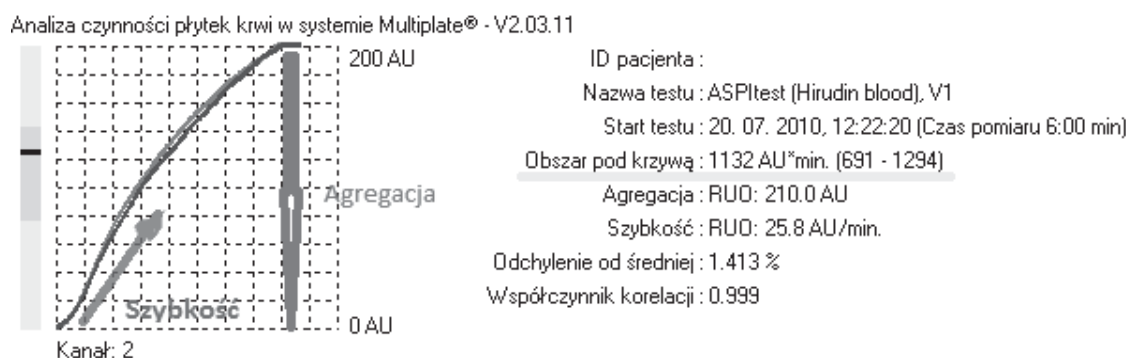 Analiza czynności płytek krwi w systemie Multiplate® - V2.03.11
200 AU
Agregacja
Szybkość
0 AU
Kanał: 2
ID pacjenta :
Nazwa testu : ASPItest (Hirudin blood), V1
Start testu : 20. 07. 2010, 12:22:20 (Czas pomiaru 6:00 min)
Obszar pod krzywą : 1132 AU*min. (691 - 1294)
Agregacja : RUO: 210.0 AU
Szybkość : RUO: 25.8 AU/min.
Odchylenie od średniej : 1.413 %
Współczynnik korelacji : 0.999